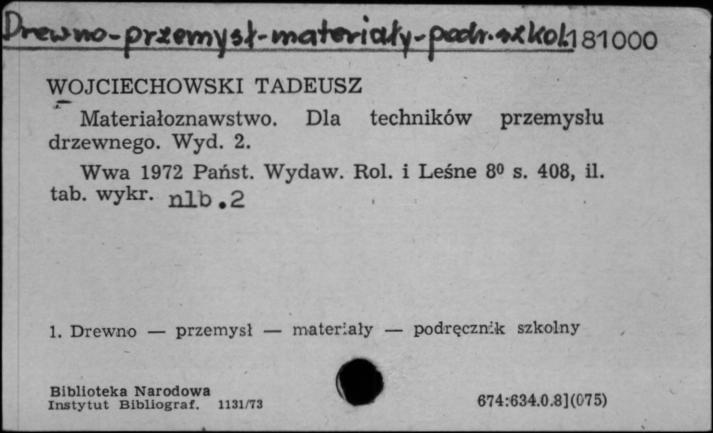 Drewno-przemysł-materiały-podr.szkol.181000
WOJCIECHOWSKI TADEUSZ
Materiałoznawstwo. Dla techników przemysłu
drzewnego. Wyd. 2.
Wwa 1972 Państ. Wydaw. Rol. i Leśne 8⁰ s. 408, il.
tab. wykr. nlb.2
1. Drewno — przemysł — materiały — podręcznik szkolny
Biblioteka Narodowa
Instytut Bibliograf. 1131/73
674:634.0.8](075)